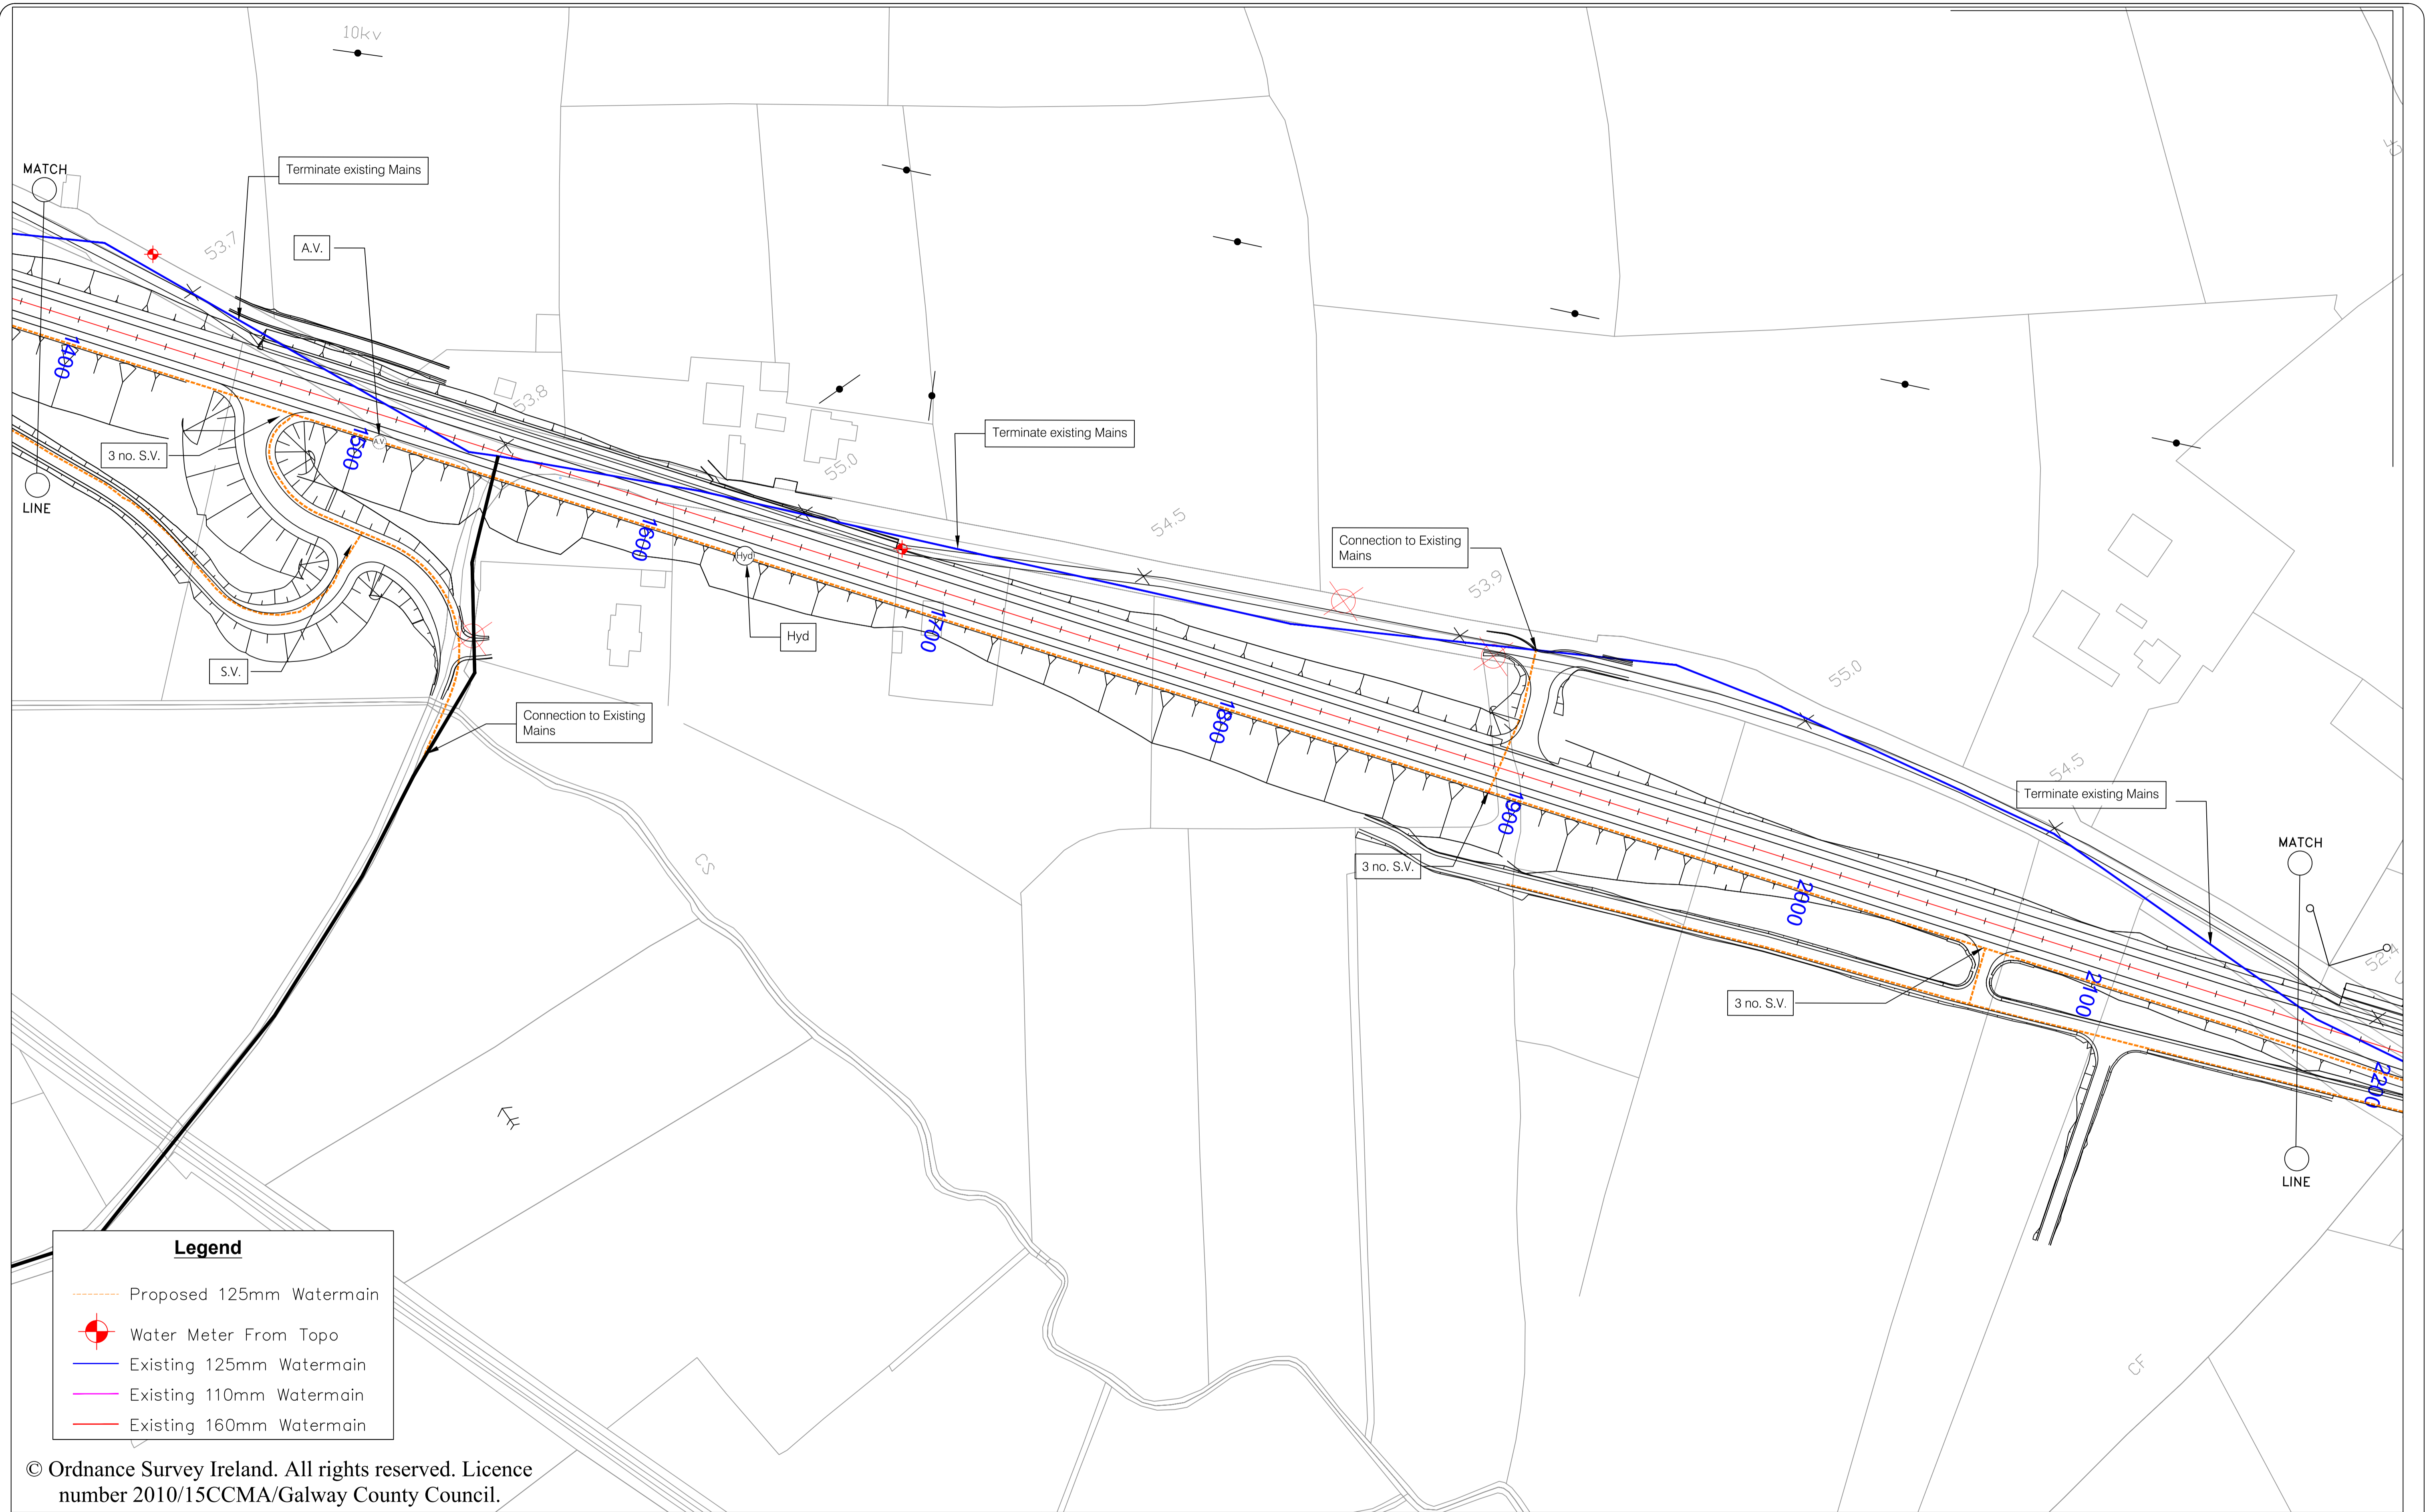 10kv
MATCH
Terminate existing Mains
53.7
A.V.
1400
53.8
3 no. S.V.
1500
A.V.
LINE
Terminate existing Mains
55.0
1600
Hyd
54.5
Connection to Existing
Mains
53.9
1700
Hyd
S.V.
55.0
Connection to Existing
Mains
1800
54.5
Terminate existing Mains
1900
MATCH
3 no. S.V.
CS
2000
52.4
3 no. S.V.
2100
2200
LINE
CF
CF
Legend
Proposed 125mm Watermain
Water Meter From Topo
Existing 125mm Watermain
Existing 110mm Watermain
Existing 160mm Watermain
© Ordnance Survey Ireland. All rights reserved. Licence
number 2010/15CCMA/Galway County Council.